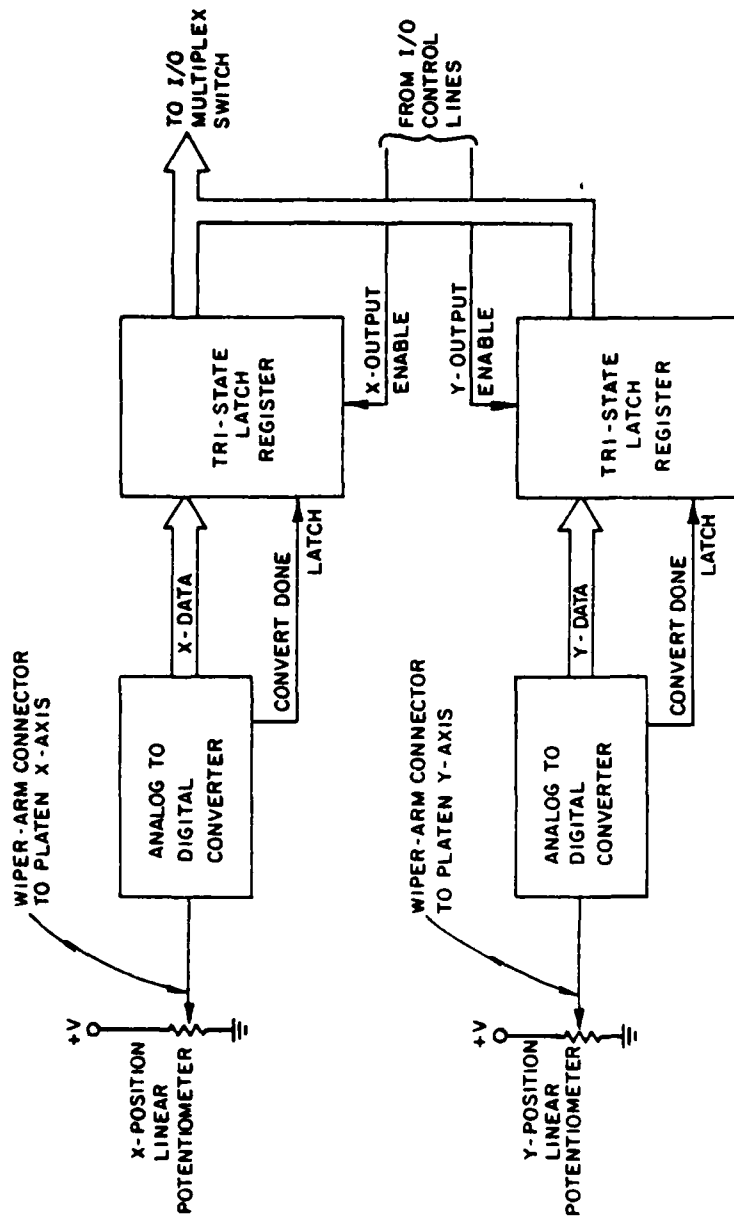 WIPER-ARM CONNECTOR
TO PLATEN X-AXIS
+V
X-POSITION
LINEAR
POTENTIOMETER
ANALOG TO
DIGITAL
CONVERTER
X-DATA
CONVERT DONE
LATCH
TRI-STATE
LATCH
REGISTER
X-OUTPUT
ENABLE
TO I/O
MULTIPLEX
SWITCH
FROM I/O
CONTROL
LINES
WIPER-ARM CONNECTOR
TO PLATEN Y-AXIS
+V
Y-POSITION
LINEAR
POTENTIOMETER
ANALOG TO
DIGITAL
CONVERTER
Y-DATA
CONVERT DONE
LATCH
TRI-STATE
LATCH
REGISTER
Y-OUTPUT
ENABLE